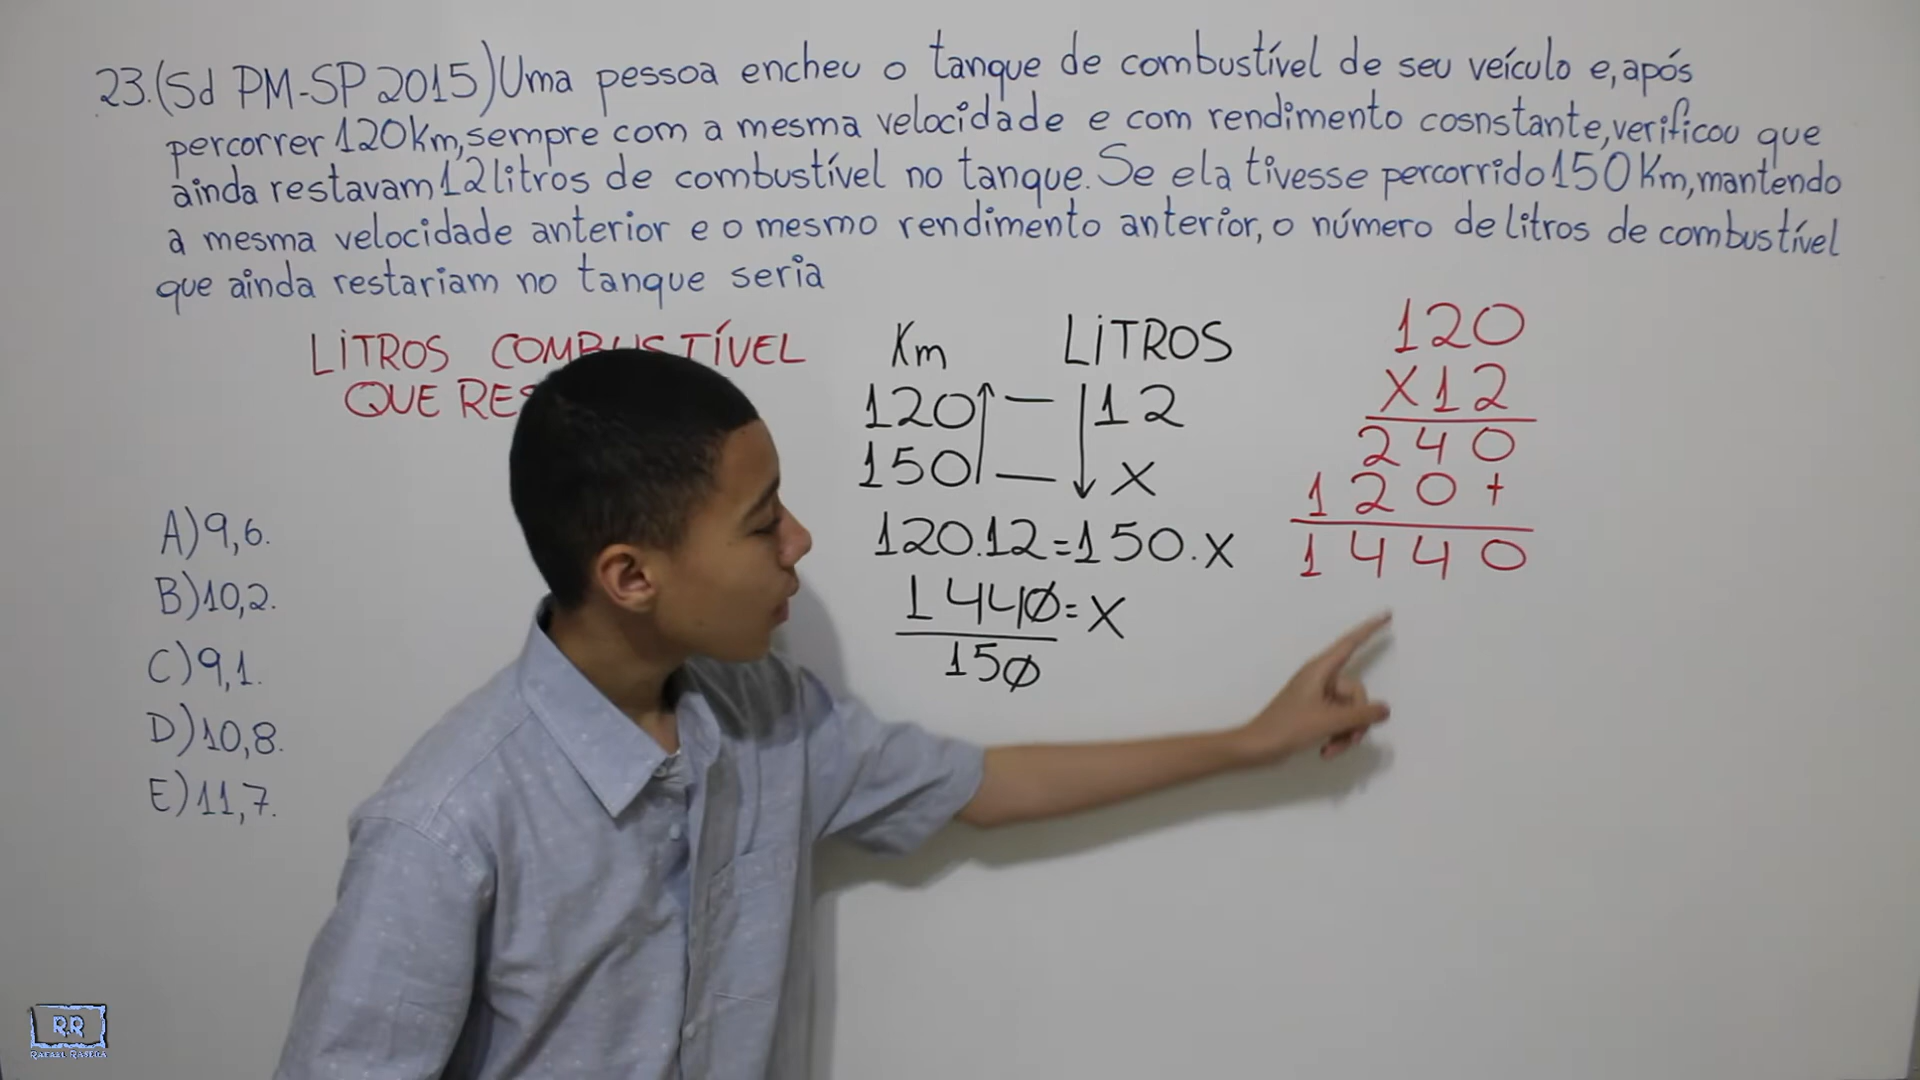 23.(Sd PM-SP 2015) Uma pessoa encheu o tanque de combustível de seu veículo e, após
percorrer 120Km, sempre com a mesma velocidade e com rendimento cosnstante, verificou que
ainda restavam 12 litros de combustível no tanque. Se ela tivesse percorrido 150 Km, mantendo
a mesma velocidade anterior e o mesmo rendimento anterior, o número de litros de combustível
que ainda restariam no tanque seria
LITROS COMBUSTÍVEL
QUE RES
A) 9,6.
B) 10,2.
C) 9,1.
D) 10,8.
E) 11,7.
Km LITROS
120 — 12
150 — X
120.12=150.X
1440 = X
150
120
X12
240
120+
1440
RR